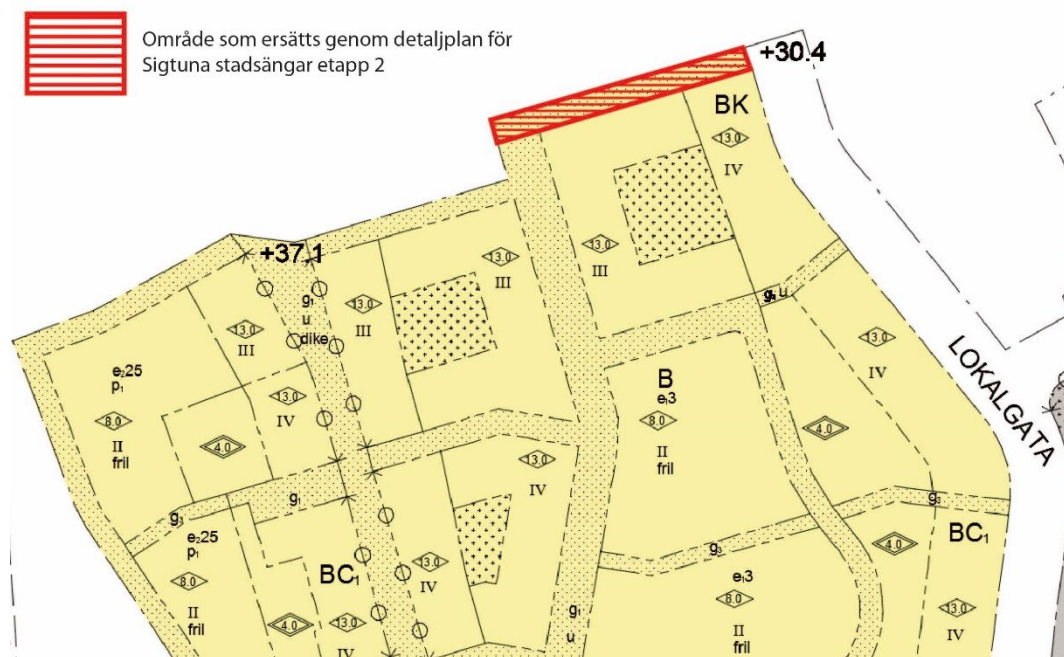 Område som ersätts genom detaljplan för
Sigtuna stadsängar etapp 2
+30.4
BK
13.0
IV
+37.1
13.0
III
13.0
III
g₁
u
dike
13.0
III
13.0
III
u
13.0
IV
LOKALGATA
e₂25
p₁
8.0
II
fril
13.0
IV
4.0
B
e₁3
8.0
II
fril
4.0
13.0
IV
g₁
g₃
g₃
e₂25
p₁
8.0
II
fril
BC₁
4.0
13.0
IV
13.0
IV
g₃
e₁3
8.0
II
fril
g₁
u
4.0
BC₁
13.0
IV